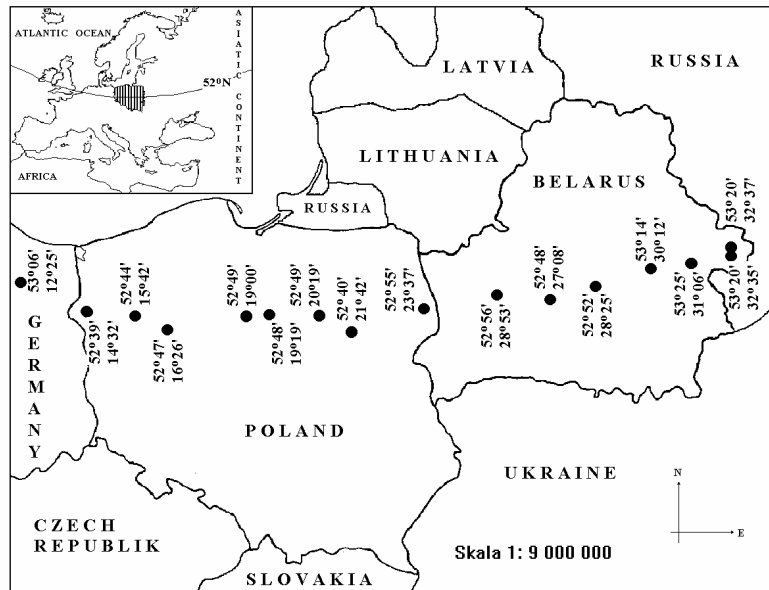 ATLANTIC OCEAN
ASIATIC CONTINENT
52ºN
AFRICA
LATVIA
RUSSIA
LITHUANIA
BELARUS
RUSSIA
53º20'
32º37'
53º14'
30º12'
52º48'
27º08'
53º06'
12º25'
52º44'
15º42'
52º49'
19º00'
52º49'
20º19'
52º40'
21º42'
52º55'
23º37'
52º39'
14º32'
52º47'
16º26'
52º48'
19º19'
52º56'
28º53'
52º52'
28º25'
53º25'
31º06'
53º20'
32º35'
GERMANY
POLAND
UKRAINE
N
E
CZECH
REPUBLIK
Skala 1: 9 000 000
SLOVAKIA